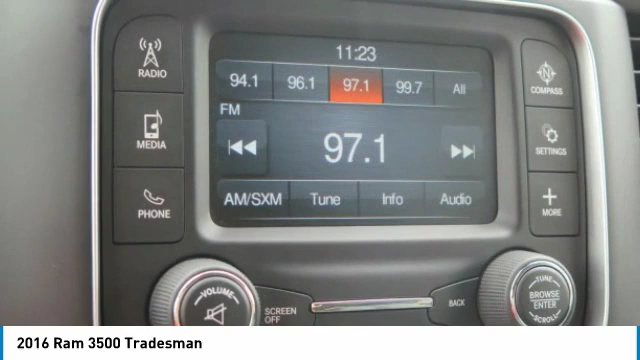 11:23
94.1 96.1 97.1 99.7 All
FM
97.1
AM/SXM Tune Info Audio
RADIO
MEDIA
PHONE
COMPASS
SETTINGS
MORE
VOLUME
SCREEN
OFF
BACK
TUNE
BROWSE
ENTER
SCROLL
2016 Ram 3500 Tradesman